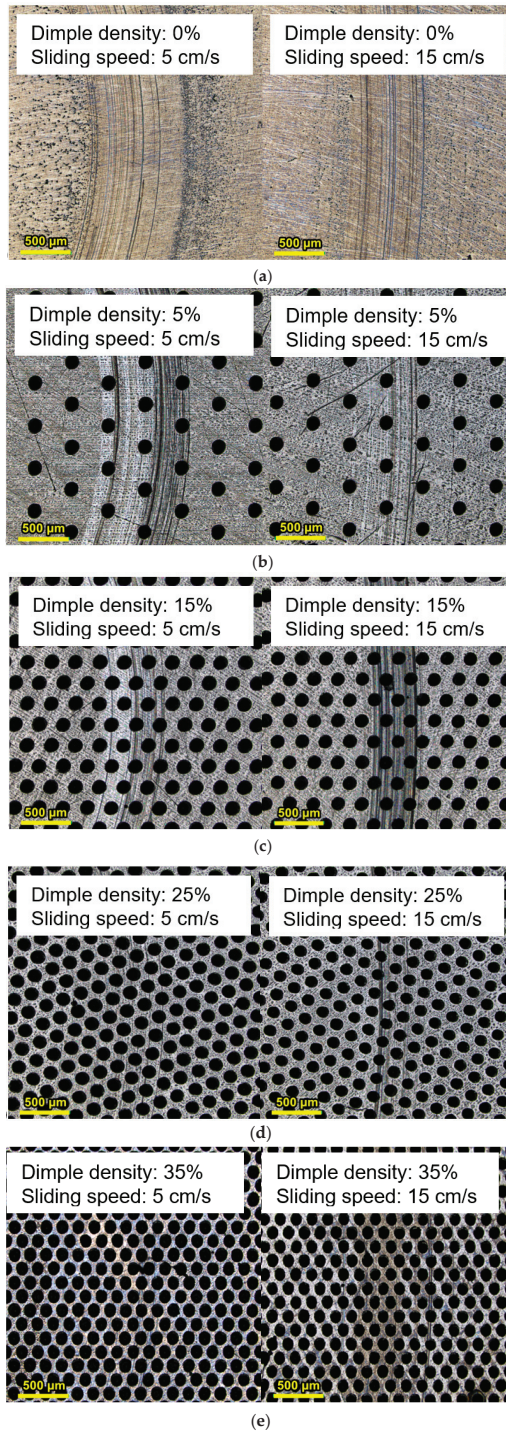 Dimple density: 0%
Sliding speed: 5 cm/s
Dimple density: 0%
Sliding speed: 15 cm/s
500 µm
500 µm
(a)
Dimple density: 5%
Sliding speed: 5 cm/s
Dimple density: 5%
Sliding speed: 15 cm/s
500 µm
500 µm
(b)
Dimple density: 15%
Sliding speed: 5 cm/s
Dimple density: 15%
Sliding speed: 15 cm/s
500 µm
500 µm
(c)
Dimple density: 25%
Sliding speed: 5 cm/s
Dimple density: 25%
Sliding speed: 15 cm/s
500 µm
500 µm
(d)
Dimple density: 35%
Sliding speed: 5 cm/s
Dimple density: 35%
Sliding speed: 15 cm/s
500 µm
500 µm
(e)